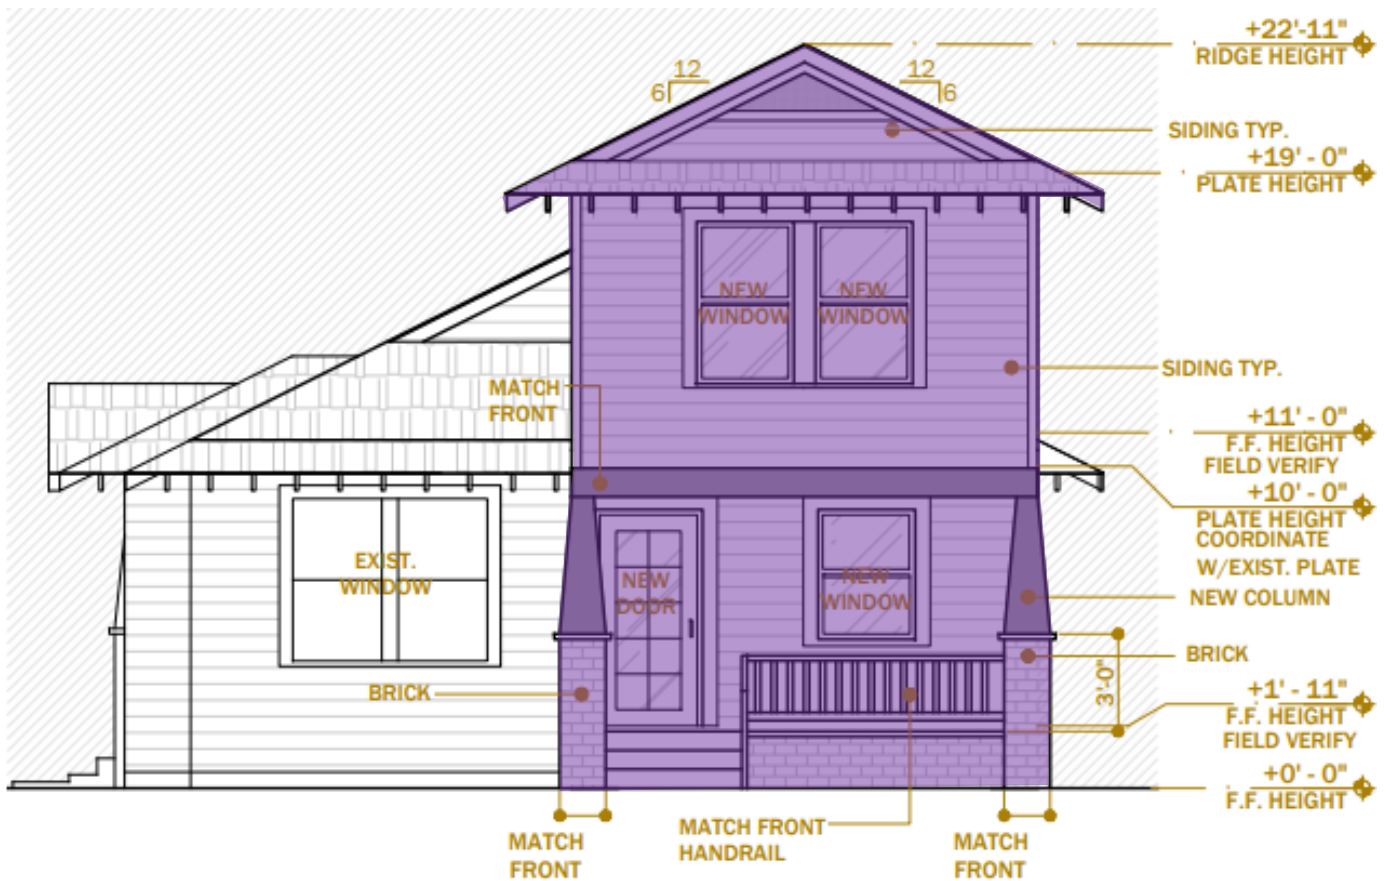 +22'-11"
RIDGE HEIGHT
12
6
12
6
SIDING TYP.
+19' - 0"
PLATE HEIGHT
NEW
WINDOW
NEW
WINDOW
SIDING TYP.
MATCH
FRONT
+11' - 0"
F.F. HEIGHT
FIELD VERIFY
+10' - 0"
PLATE HEIGHT
COORDINATE
W/EXIST. PLATE
EXIST.
WINDOW
NEW
DOOR
NEW
WINDOW
NEW COLUMN
BRICK
BRICK
3'-0"
+1' - 11"
F.F. HEIGHT
FIELD VERIFY
+0' - 0"
F.F. HEIGHT
MATCH
FRONT
MATCH FRONT
HANDRAIL
MATCH
FRONT